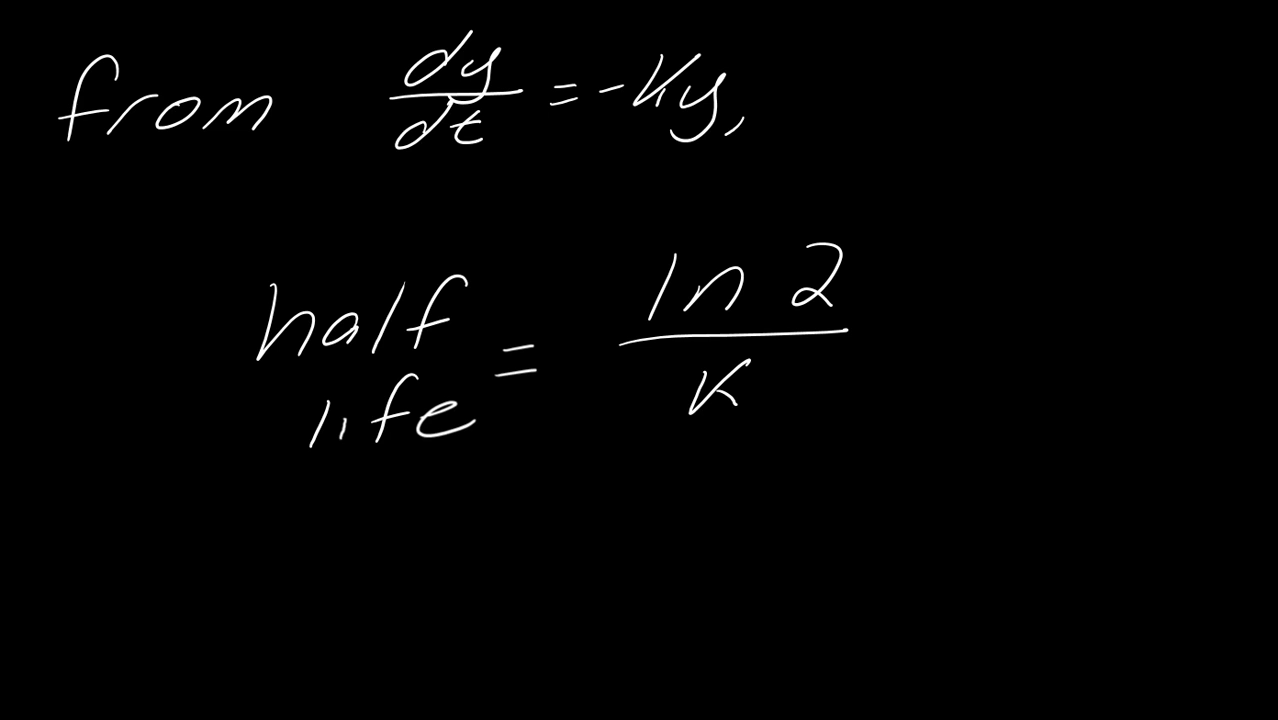 from dy/dt = -ky,
half life = ln 2 / k